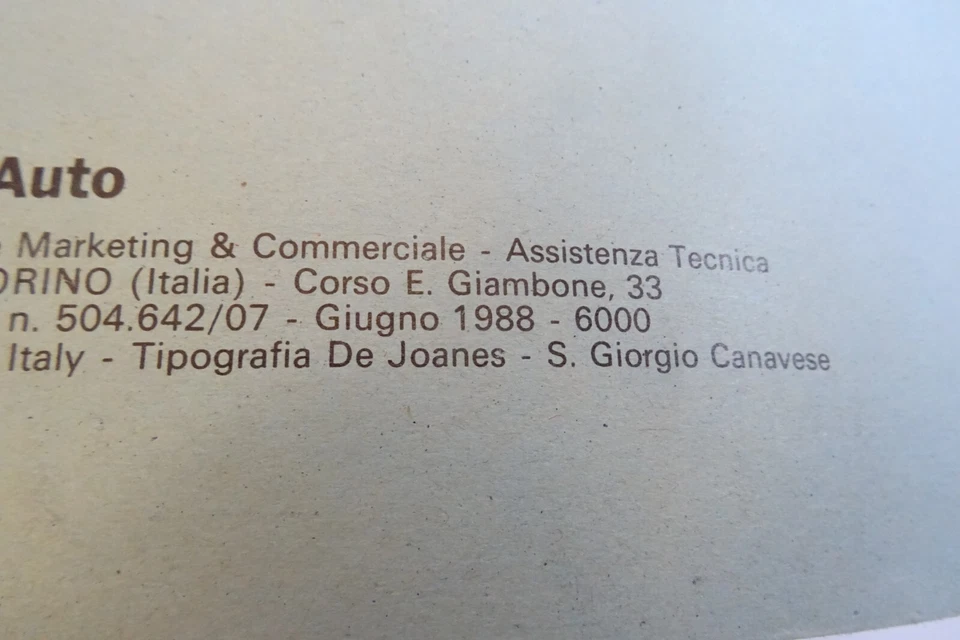 Auto
Marketing & Commerciale - Assistenza Tecnica
ORINO (Italia) - Corso E. Giambone, 33
n. 504.642/07 - Giugno 1988 - 6000
Italy - Tipografia De Joanes - S. Giorgio Canavese